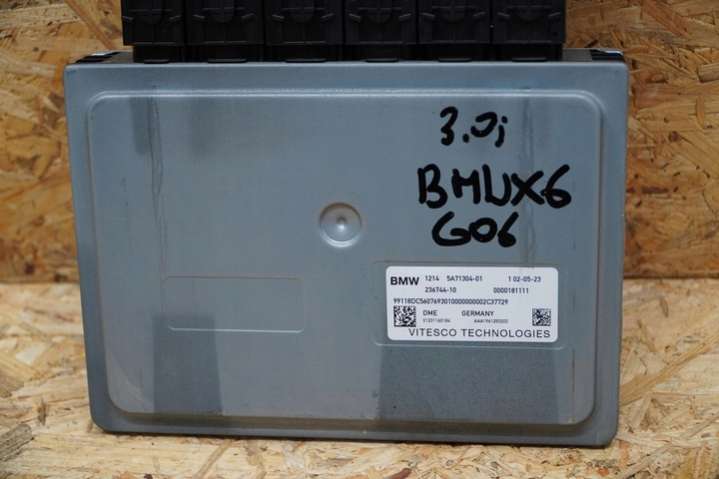 3.0i
BMWX6
G06
BMW 1214 5A71304-01 1 02-05-23
236744-10 0000181111
DME GERMANY
VITESCO TECHNOLOGIES